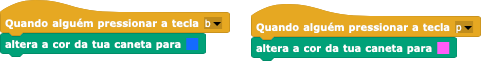 Quando alguém pressionar a tecla b
altera a cor da tua caneta para
Quando alguém pressionar a tecla p
altera a cor da tua caneta para